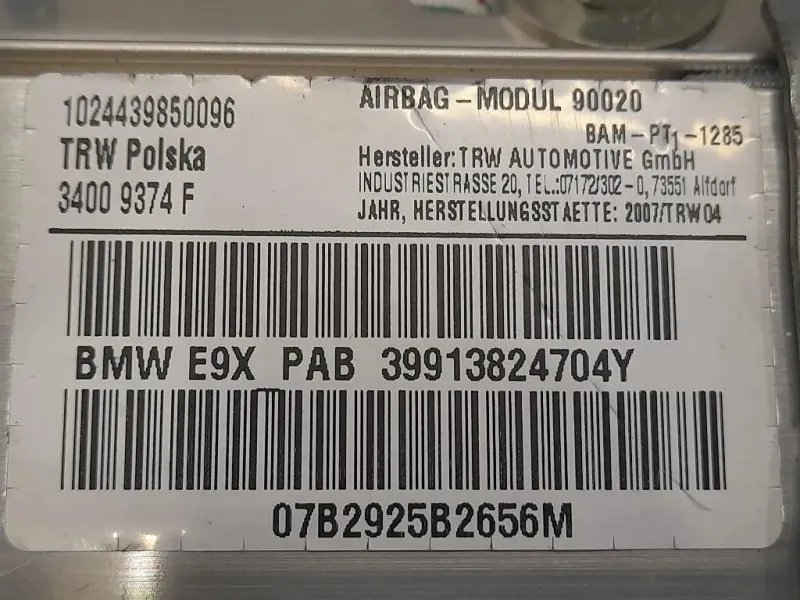 1024439850096
TRW Polska
3400 9374 F
AIRBAG - MODUL 90020
BAM - PT1 - 1285
Hersteller: TRW AUTOMOTIVE GmbH
INDUSTRIESTRASSE 20, TEL.: 07172/302-0, 73551 Alfdorf
JAHR, HERSTELLUNGSSTAETTE: 2007/TRW04
BMW E9X PAB 39913824704Y
07B2925B2656M